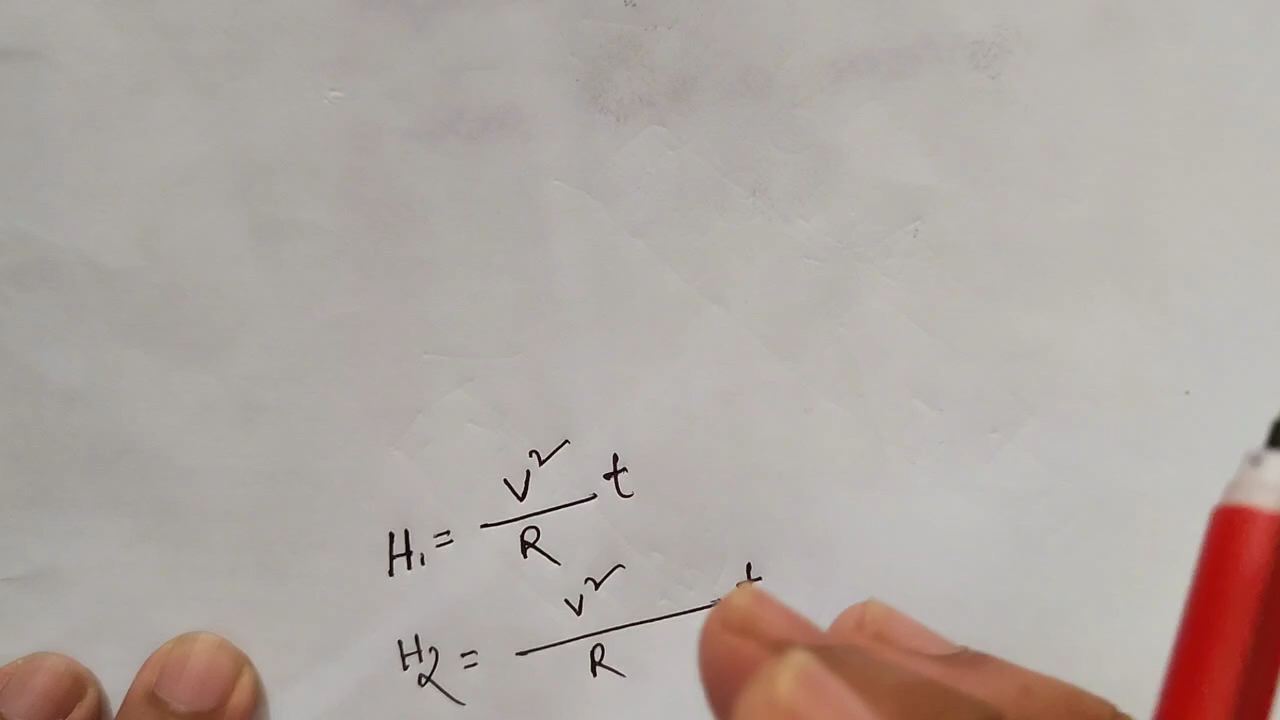 H₁ = V²/R t
H₂ = V²/R t